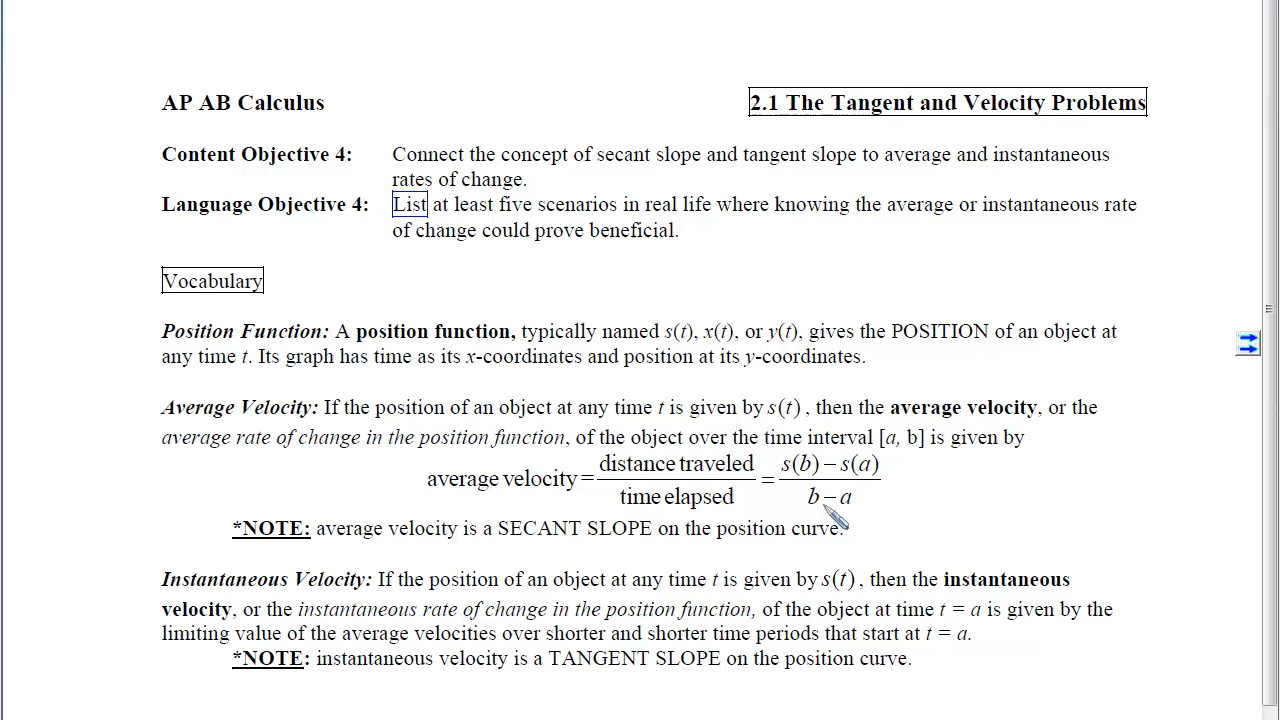 AP AB Calculus 2.1 The Tangent and Velocity Problems
Content Objective 4: Connect the concept of secant slope and tangent slope to average and instantaneous
rates of change.
Language Objective 4: List at least five scenarios in real life where knowing the average or instantaneous rate
of change could prove beneficial.
Vocabulary
Position Function: A position function, typically named s(t), x(t), or y(t), gives the POSITION of an object at
any time t. Its graph has time as its x-coordinates and position at its y-coordinates.
Average Velocity: If the position of an object at any time t is given by s(t), then the average velocity, or the
average rate of change in the position function, of the object over the time interval [a, b] is given by
average velocity = distance traveled / time elapsed = s(b) − s(a) / b − a
*NOTE: average velocity is a SECANT SLOPE on the position curve.
Instantaneous Velocity: If the position of an object at any time t is given by s(t), then the instantaneous
velocity, or the instantaneous rate of change in the position function, of the object at time t = a is given by the
limiting value of the average velocities over shorter and shorter time periods that start at t = a.
*NOTE: instantaneous velocity is a TANGENT SLOPE on the position curve.